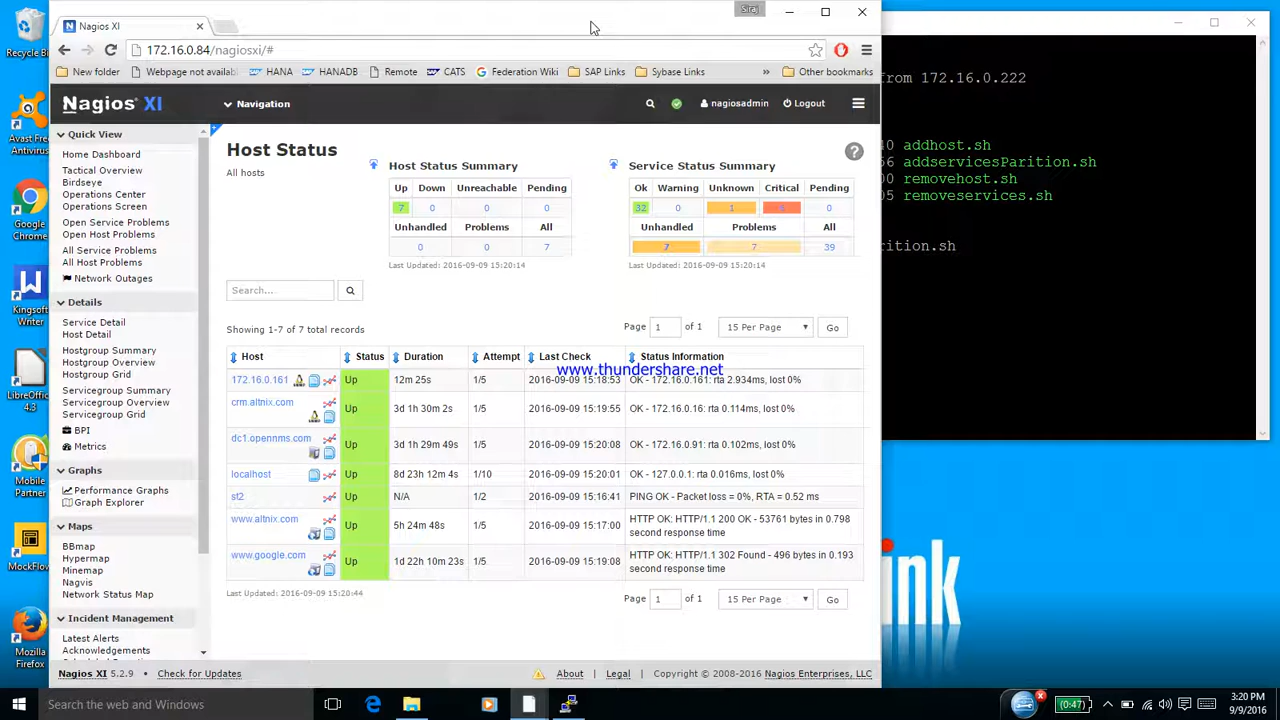 Recycle Bin
Avast Free
Antivirus
Google
Chrome
Kingsoft
Writer
LibreOffice
4.3
Mobile
Partner
MockFlow
Mozilla
Firefox
Nagios XI
Siraj
172.16.0.84/nagiosxi/#
New folder
Webpage not availabl
HANA
HANADB
Remote
CATS
Federation Wiki
SAP Links
Sybase Links
»
Other bookmarks
Nagios® XI
Navigation
nagiosadmin
Logout
Quick View
Home Dashboard
Tactical Overview
Birdseye
Operations Center
Operations Screen
Open Service Problems
Open Host Problems
All Service Problems
All Host Problems
Network Outages
Details
Service Detail
Host Detail
Hostgroup Summary
Hostgroup Overview
Hostgroup Grid
Servicegroup Summary
Servicegroup Overview
Servicegroup Grid
BPI
Metrics
Graphs
Performance Graphs
Graph Explorer
Maps
BBmap
Hypermap
Minemap
Nagvis
Network Status Map
Incident Management
Latest Alerts
Acknowledgements
Host Status
All hosts
Host Status Summary
Up Down Unreachable Pending
7 0 0 0
Unhandled Problems All
0 0 7
Last Updated: 2016-09-09 15:20:14
Service Status Summary
Ok Warning Unknown Critical Pending
32 0 1 0
Unhandled Problems All
7 7 39
Last Updated: 2016-09-09 15:20:14
?
Search...
Showing 1-7 of 7 total records
Page 1 of 1 15 Per Page Go
Host Status Duration Attempt Last Check Status Information
www.thundershare.net
172.16.0.161 Up 12m 25s 1/5 2016-09-09 15:18:53 OK - 172.16.0.161: rta 2.934ms, lost 0%
crm.altnix.com Up 3d 1h 30m 2s 1/5 2016-09-09 15:19:55 OK - 172.16.0.16: rta 0.114ms, lost 0%
dc1.opennms.com Up 3d 1h 29m 49s 1/5 2016-09-09 15:20:08 OK - 172.16.0.91: rta 0.102ms, lost 0%
localhost Up 8d 23h 12m 4s 1/10 2016-09-09 15:20:01 OK - 127.0.0.1: rta 0.016ms, lost 0%
st2 Up N/A 1/2 2016-09-09 15:16:41 PING OK - Packet loss = 0%, RTA = 0.52 ms
www.altnix.com Up 5h 24m 48s 1/5 2016-09-09 15:17:00 HTTP OK: HTTP/1.1 200 OK - 53761 bytes in 0.798
second response time
www.google.com Up 1d 22h 10m 23s 1/5 2016-09-09 15:19:08 HTTP OK: HTTP/1.1 302 Found - 496 bytes in 0.193
second response time
Last Updated: 2016-09-09 15:20:44
Page 1 of 1 15 Per Page Go
Nagios XI 5.2.9 • Check for Updates
About | Legal | Copyright © 2008-2016 Nagios Enterprises, LLC
from 172.16.0.222
40 addhost.sh
56 addservicesParition.sh
00 removehost.sh
05 removeservices.sh
rition.sh
ink
Search the web and Windows
(0:47)
3:20 PM
9/9/2016